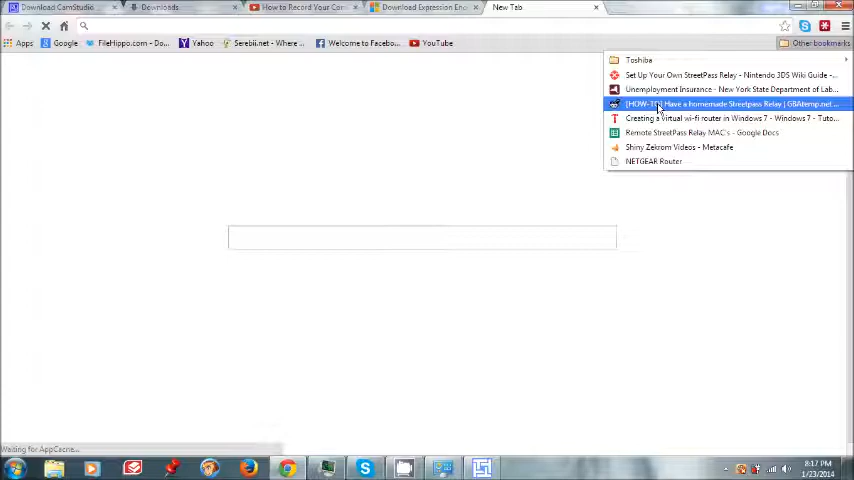 Download CamStudio
Downloads
How to Record Your Con
Download Expression Enc
New Tab
Apps
Google
FileHippo.com - Do...
Yahoo
Serebii.net - Where ...
Welcome to Facebo...
YouTube
Other bookmarks
Toshiba
Set Up Your Own StreetPass Relay - Nintendo 3DS Wiki Guide -...
Unemployment Insurance - New York State Department of Lab...
[HOW-TO] Have a homemade Streetpass Relay | GBAtemp.net ...
Creating a virtual wi-fi router in Windows 7 - Windows 7 - Tuto...
Remote StreetPass Relay MAC's - Google Docs
Shiny Zekrom Videos - Metacafe
NETGEAR Router
Waiting for AppCache...
8:17 PM
1/23/2014